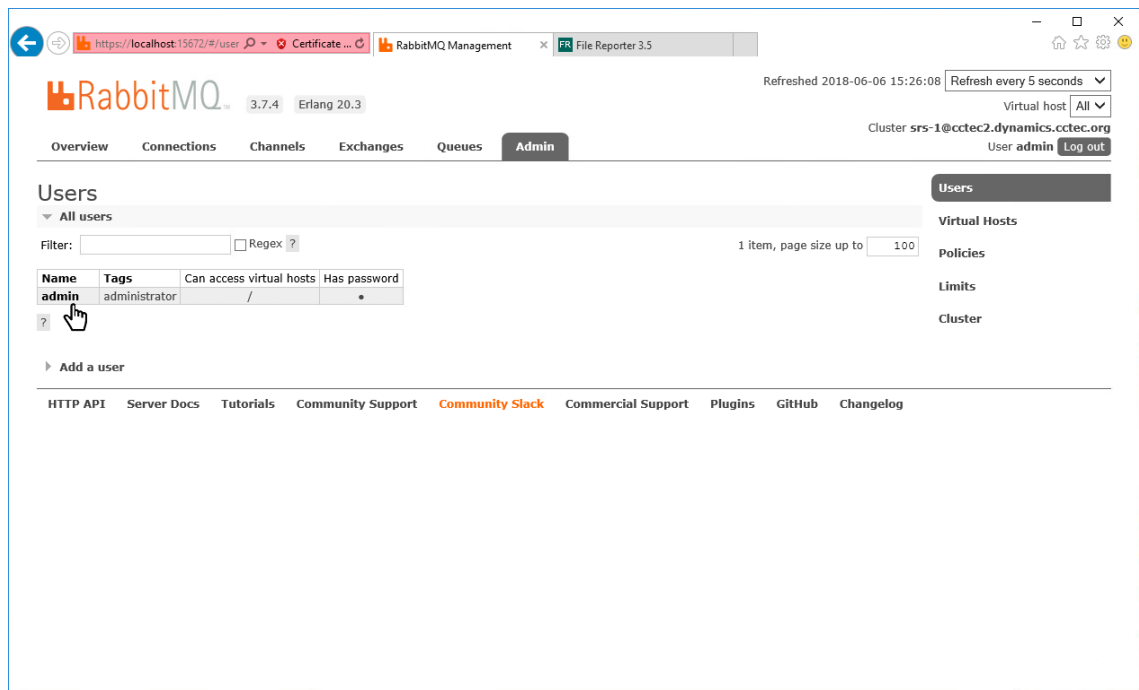 https://localhost:15672/#/user Certificate ... RabbitMQ Management × FR File Reporter 3.5
RabbitMQ 3.7.4 Erlang 20.3
Refreshed 2018-06-06 15:26:08 Refresh every 5 seconds
Virtual host All
Cluster srs-1@cctec2.dynamics.cctec.org
User admin Log out
Overview Connections Channels Exchanges Queues Admin
Users
All users
Filter: Regex ? 1 item, page size up to 100
Name Tags Can access virtual hosts Has password
admin administrator / ●
?
Add a user
Users
Virtual Hosts
Policies
Limits
Cluster
HTTP API Server Docs Tutorials Community Support Community Slack Commercial Support Plugins GitHub Changelog